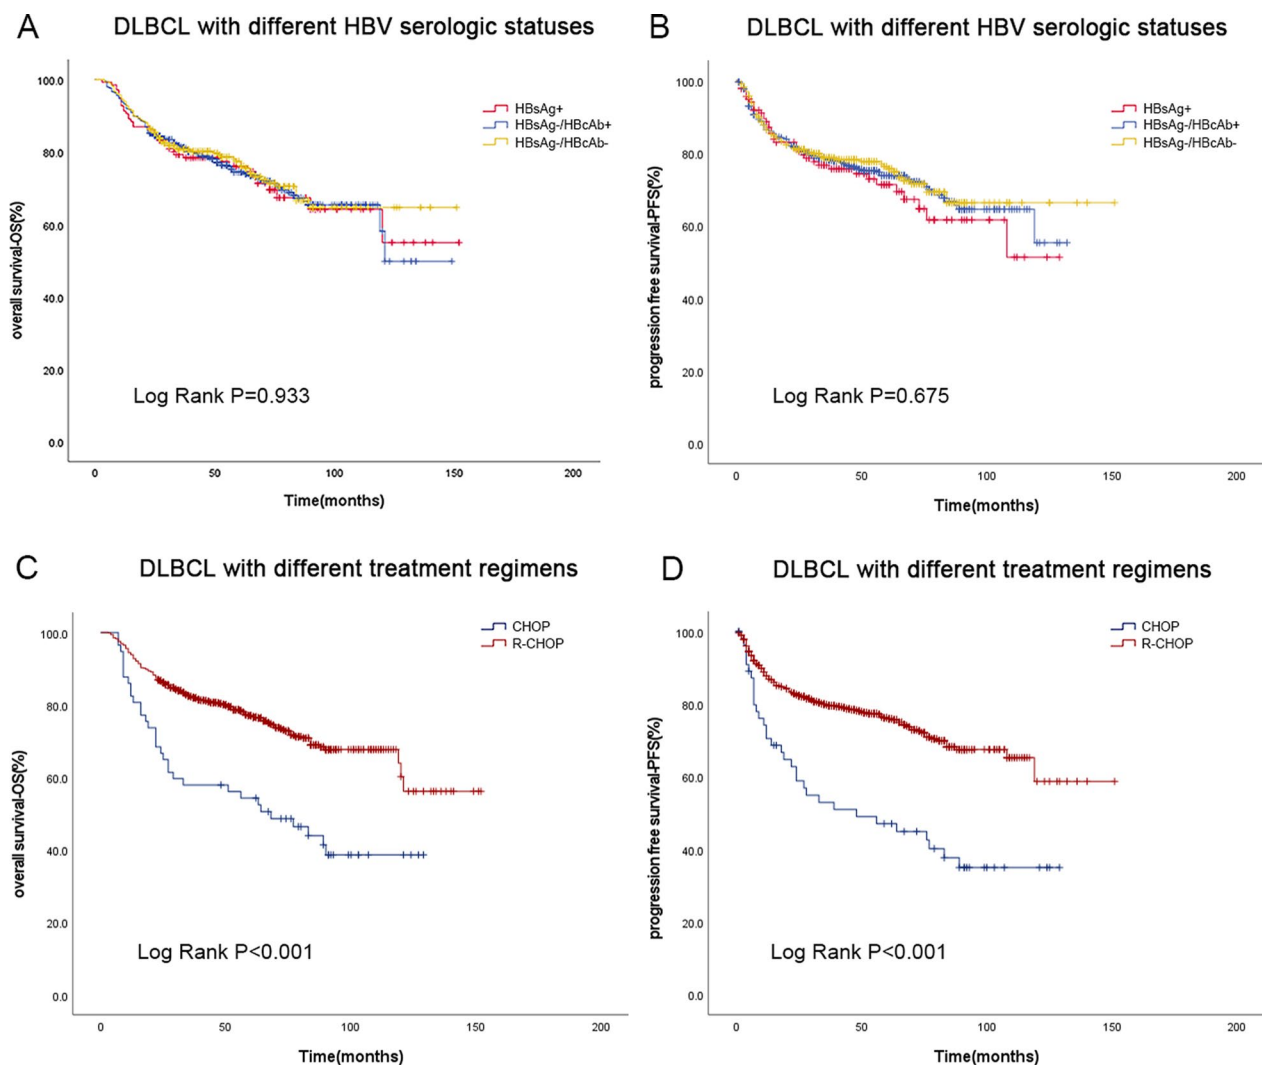 A
DLBCL with different HBV serologic statuses
HBsAg+
HBsAg-/HBcAb+
HBsAg-/HBcAb-
overall survival-OS(%)
100.0
80.0
60.0
40.0
20.0
0.0
Log Rank P=0.933
0 50 100 150 200
Time(months)
B
DLBCL with different HBV serologic statuses
HBsAg+
HBsAg-/HBcAb+
HBsAg-/HBcAb-
progression free survival-PFS(%)
100.0
80.0
60.0
40.0
20.0
0.0
Log Rank P=0.675
0 50 100 150 200
Time(months)
C
DLBCL with different treatment regimens
CHOP
R-CHOP
overall survival-OS(%)
100.0
80.0
60.0
40.0
20.0
0.0
Log Rank P<0.001
0 50 100 150 200
Time(months)
D
DLBCL with different treatment regimens
CHOP
R-CHOP
progression free survival-PFS(%)
100.0
80.0
60.0
40.0
20.0
0.0
Log Rank P<0.001
0 50 100 150 200
Time(months)